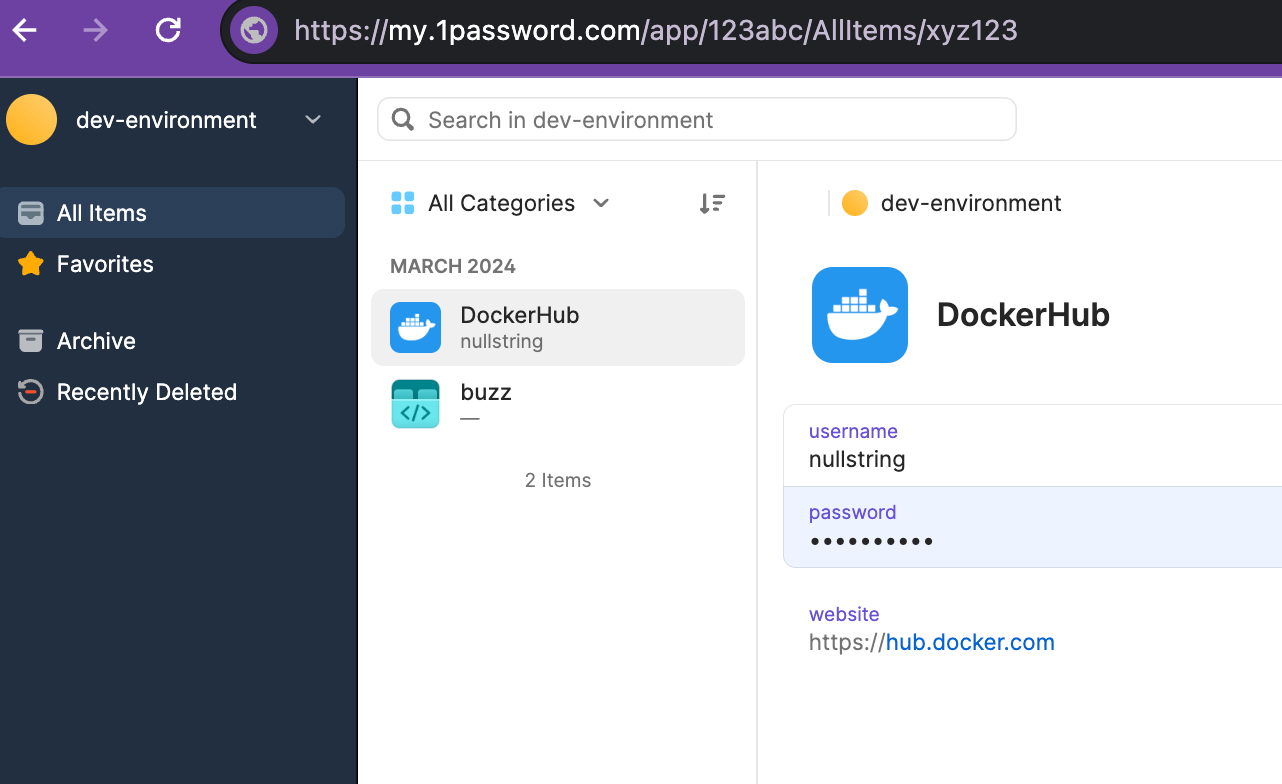 https://my.1password.com/app/123abc/AllItems/xyz123
dev-environment
All Items
Favorites
Archive
Recently Deleted
Search in dev-environment
All Categories
MARCH 2024
DockerHub
nullstring
buzz
—
2 Items
dev-environment
DockerHub
username
nullstring
password
••••••••••
website
https://hub.docker.com